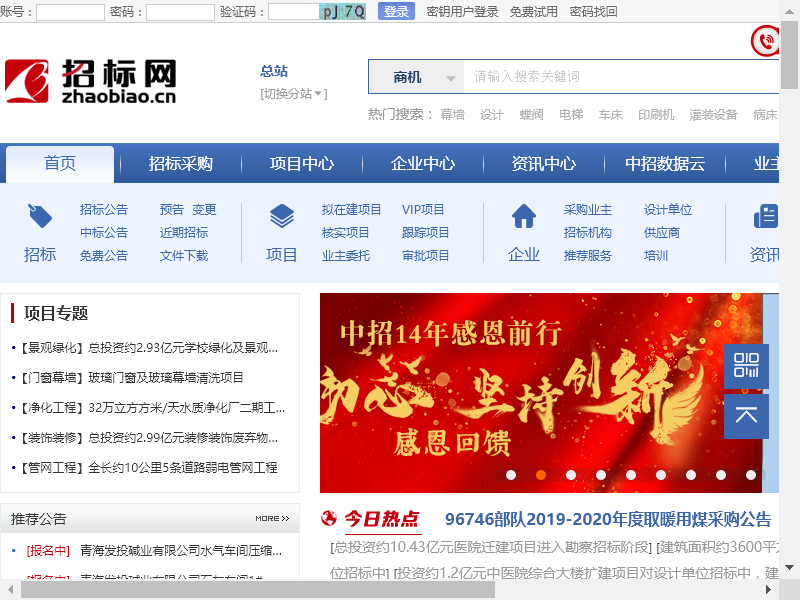 账号： 密码： 验证码： pJ7Q 登录 密钥用户登录 免费试用 密码找回
招标网
zhaobiao.cn
总站
[切换分站▾]
商机 请输入搜索关键词
热门搜索： 幕墙 设计 蝶阀 电梯 车床 印刷机 灌装设备 病床
首页 招标采购 项目中心 企业中心 资讯中心 中招数据云 业主
招标
招标公告 预告 变更
中标公告 近期招标
免费公告 文件下载
项目
拟在建项目 VIP项目
核实项目 跟踪项目
业主委托 审批项目
企业
采购业主 设计单位
招标机构 供应商
推荐服务 培训
资讯
项目专题
•【景观绿化】总投资约2.93亿元学校绿化及景观...
•【门窗幕墙】玻璃门窗及玻璃幕墙清洗项目
•【净化工程】32万立方方米/天水质净化厂二期工...
•【装饰装修】总投资约2.99亿元装修装饰废弃物...
•【管网工程】全长约10公里5条道路弱电管网工程
中招14年感恩前行
初心 坚持创新
感恩回馈
推荐公告 MORE>>
• [报名中] 青海发投碱业有限公司水气车间压缩...
今日热点 96746部队2019-2020年度取暖用煤采购公告
[总投资约10.43亿元医院迁建项目进入勘察招标阶段] [建筑面积约3600平方
位招标中] [投资约1.2亿元中医院综合大楼扩建项目对设计单位招标中，建